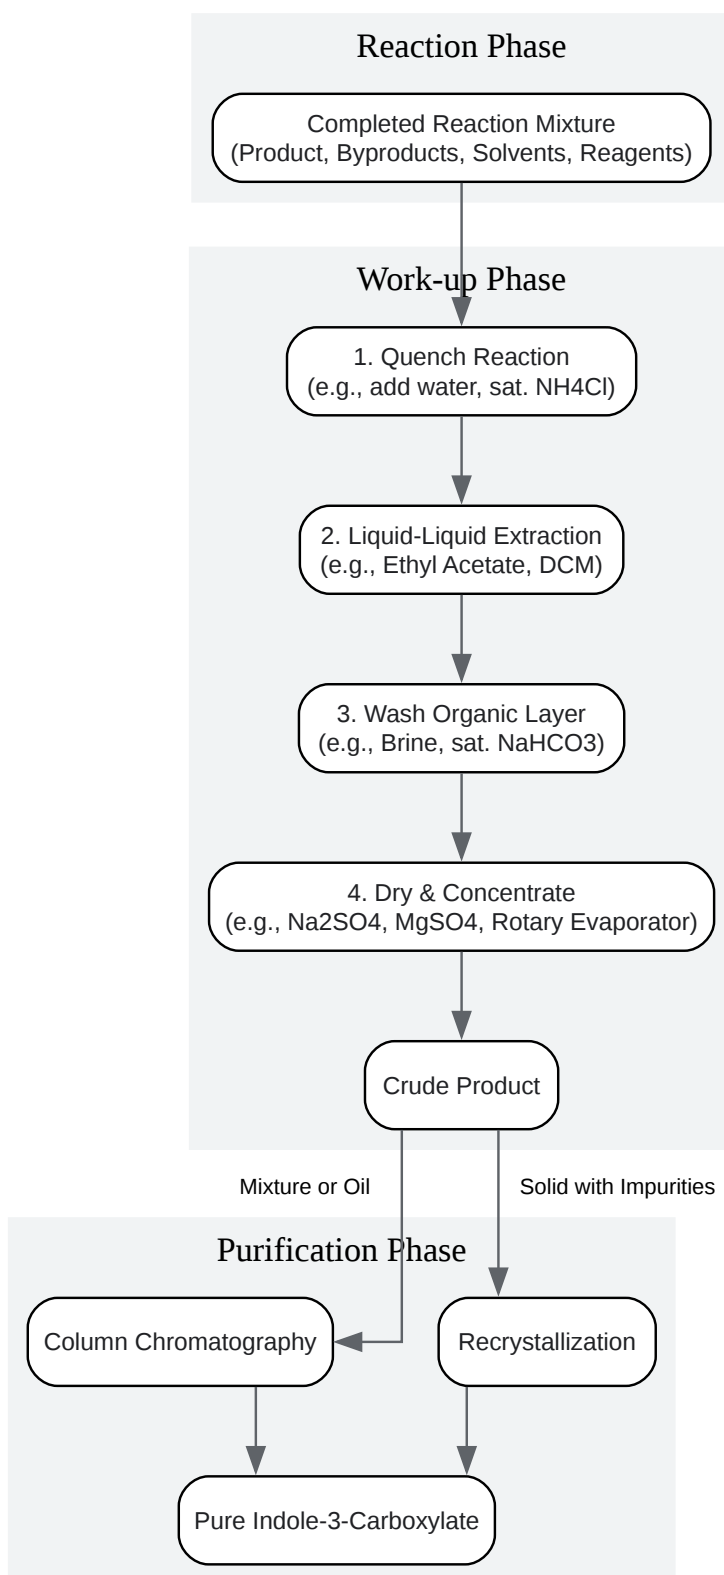 Reaction Phase
Completed Reaction Mixture
(Product, Byproducts, Solvents, Reagents)
Work-up Phase
1. Quench Reaction
(e.g., add water, sat. NH4Cl)
2. Liquid-Liquid Extraction
(e.g., Ethyl Acetate, DCM)
3. Wash Organic Layer
(e.g., Brine, sat. NaHCO3)
4. Dry & Concentrate
(e.g., Na2SO4, MgSO4, Rotary Evaporator)
Crude Product
Mixture or Oil
Solid with Impurities
Purification Phase
Column Chromatography
Recrystallization
Pure Indole-3-Carboxylate